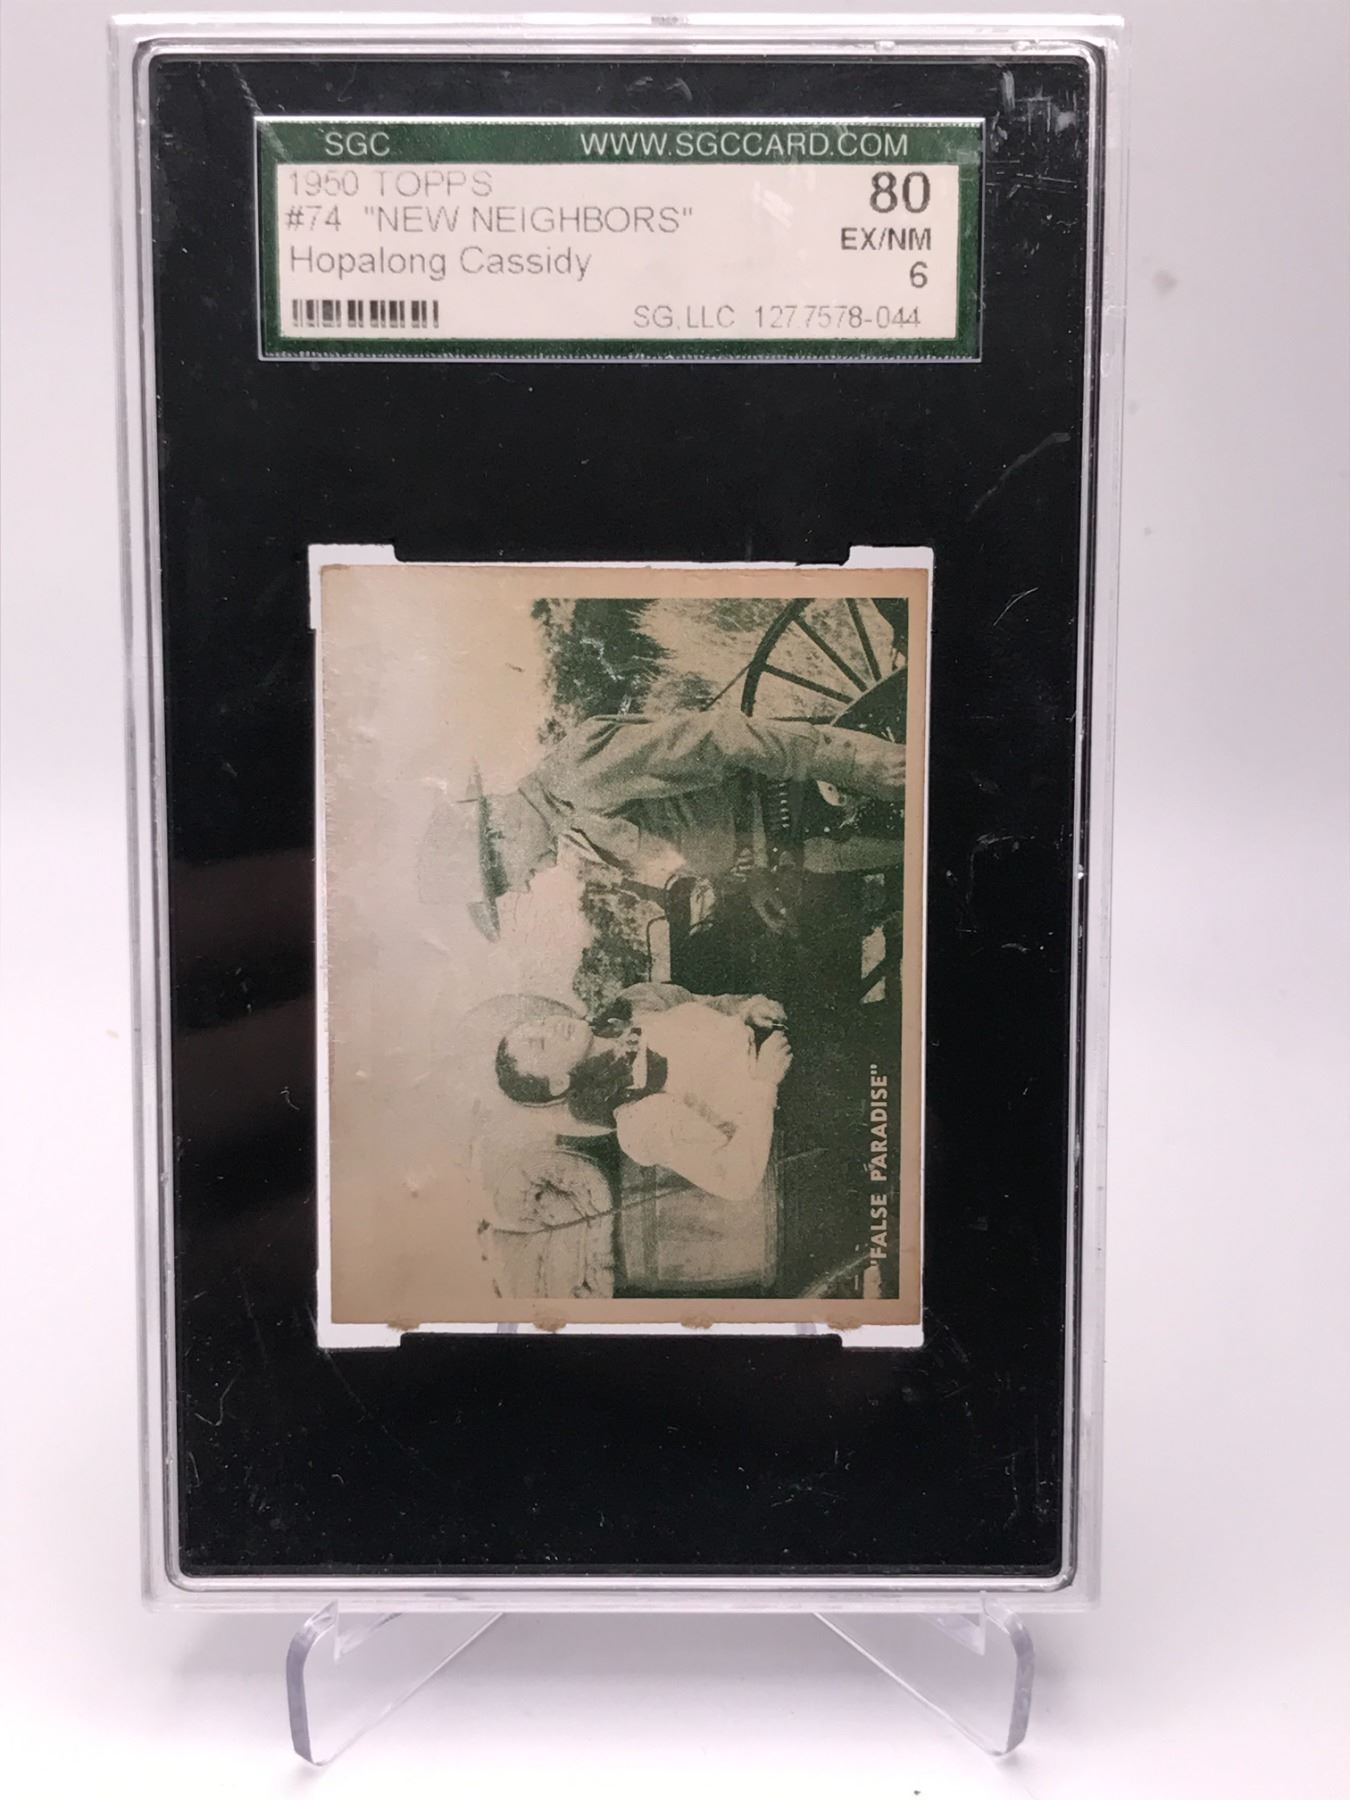 SGC WWW.SGCCARD.COM
1950 TOPPS 80
#74 "NEW NEIGHBORS" EX/NM
Hopalong Cassidy 6
SG, LLC 1277578-044
"FALSE PARADISE"